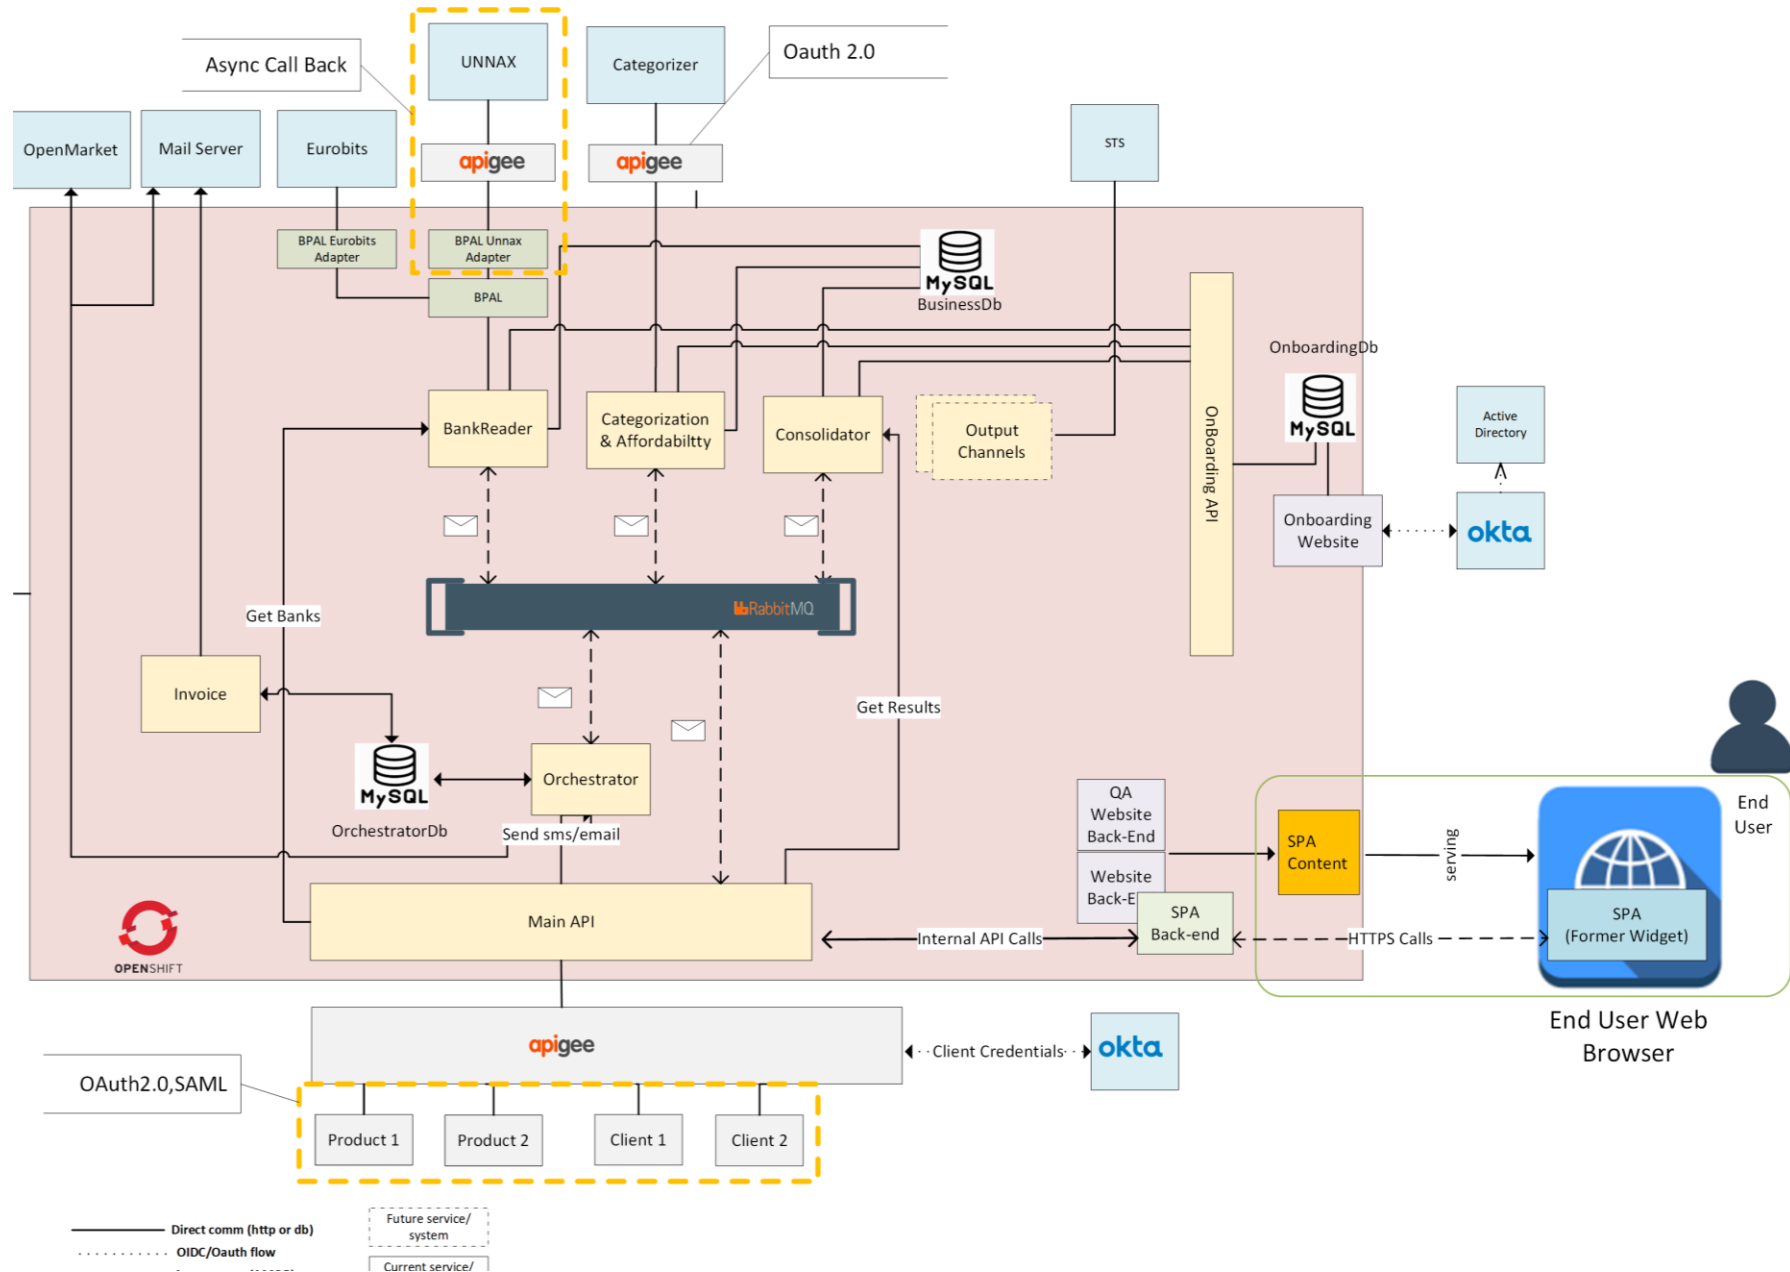 UNNAX
Categorizer
Oauth 2.0
Async Call Back
OpenMarket
Mail Server
Eurobits
apigee
apigee
STS
BPAL Eurobits
Adapter
BPAL Unnax
Adapter
BPAL
MySQL
BusinessDb
OnboardingDb
MySQL
BankReader
Categorization
& Affordabiltty
Consolidator
Output
Channels
OnBoarding API
Active
Directory
Onboarding
Website
okta
RabbitMQ
Get Banks
Invoice
Get Results
MySQL
OrchestratorDb
Orchestrator
Send sms/email
QA
Website
Back-End
Website
Back-E
SPA
Back-end
SPA
Content
serving
End
User
SPA
(Former Widget)
Main API
Internal API Calls
HTTPS Calls
OPENSHIFT
End User Web
Browser
apigee
Client Credentials
okta
OAuth2.0,SAML
Product 1
Product 2
Client 1
Client 2
Direct comm (http or db)
OIDC/Oauth flow
Future service/
system
Current service/